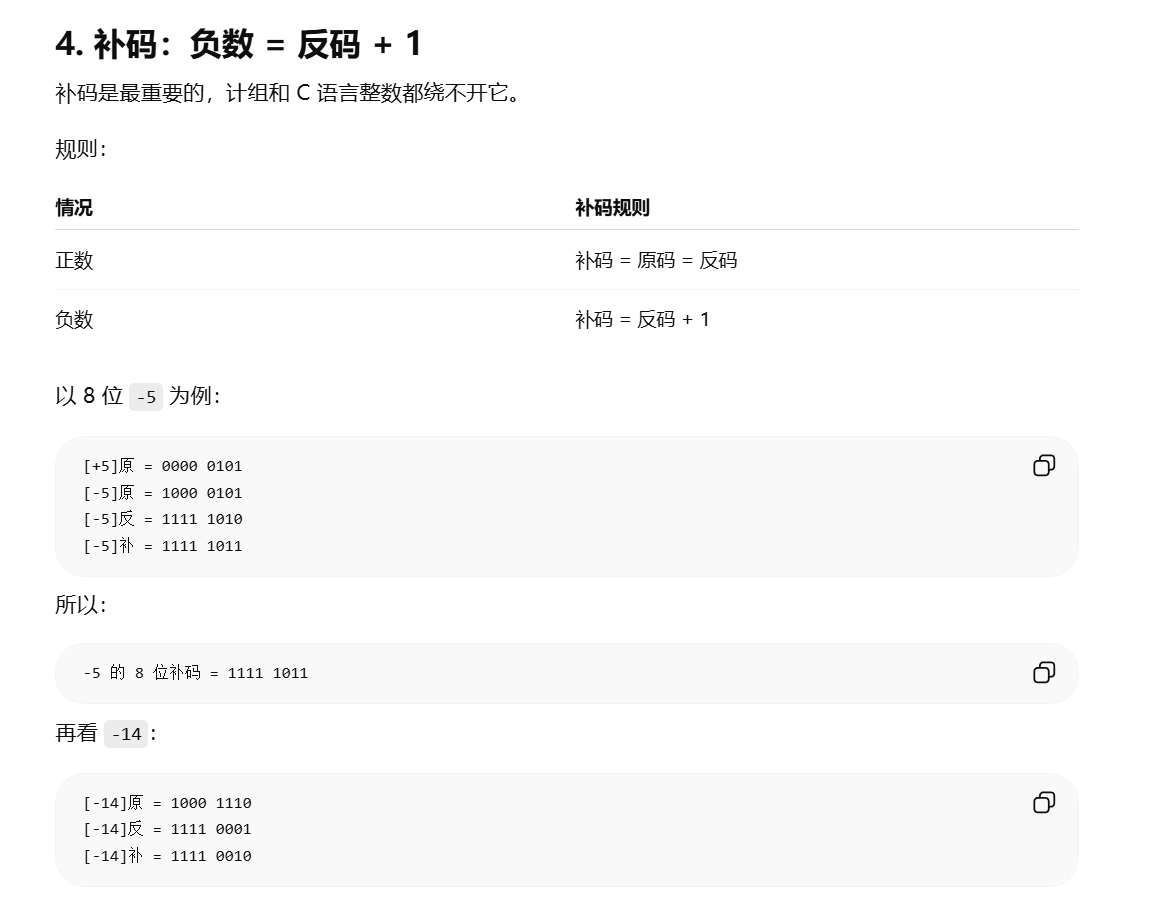 4. 补码：负数 = 反码 + 1
补码是最重要的，计组和 C 语言整数都绕不开它。
规则：
情况 补码规则
正数 补码 = 原码 = 反码
负数 补码 = 反码 + 1
以 8 位 -5 为例：
[+5]原 = 0000 0101
[-5]原 = 1000 0101
[-5]反 = 1111 1010
[-5]补 = 1111 1011
所以：
-5 的 8 位补码 = 1111 1011
再看 -14：
[-14]原 = 1000 1110
[-14]反 = 1111 0001
[-14]补 = 1111 0010